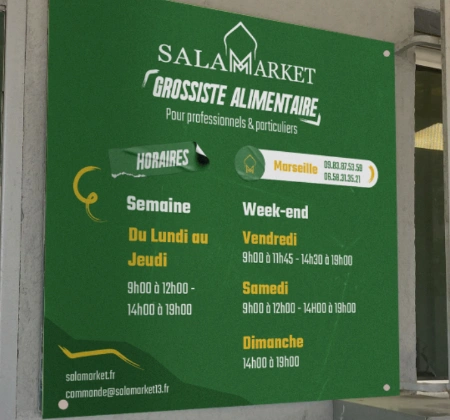 SALAMARKET
GROSSISTE ALIMENTAIRE
Pour professionnels & particuliers
HORAIRES
Marseille
09.83.87.53.50
06.50.31.35.21
Semaine
Du Lundi au
Jeudi
9h00 à 12h00 -
14h00 à 19h00
Week-end
Vendredi
9h00 à 11h45 - 14h30 à 19h00
Samedi
9h00 à 12h00 - 14H00 à 19h00
Dimanche
14h00 à 19h00
salamarket.fr
commande@salamarket13.fr